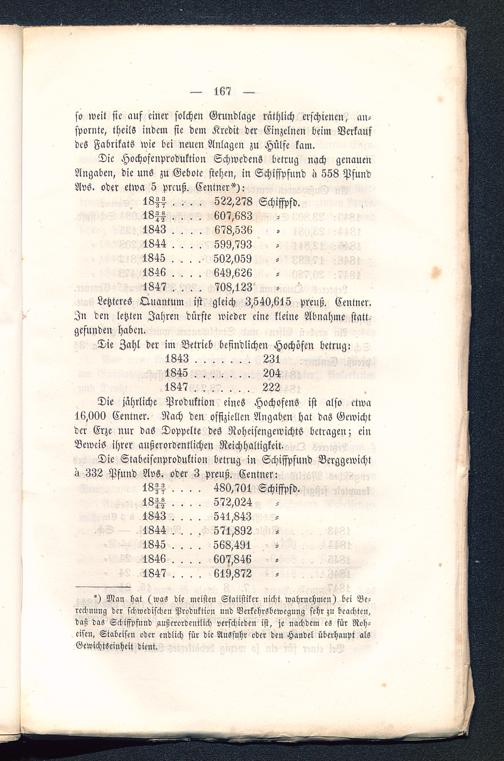 — 167 —
so weit sie auf einer solchen Grundlage räthlich erschienen, an-
spornte, theils indem sie dem Kredit der Einzelnen beim Verkauf
des Fabrikats wie bei neuen Anlagen zu Hülfe kam.
Die Hochofenproduktion Schwedens betrug nach genauen
Angaben, die uns zu Gebote stehen, in Schiffpfund à 558 Pfund
Avs. oder etwa 5 preuß. Centner*):
18 33/37 . . . . 522,278 Schiffpfd.
18 38/42 . . . . 607,683 „
1843 . . . . 678,536 „
1844 . . . . 599,793 „
1845 . . . . 502,059 „
1846 . . . . 649,626 „
1847 . . . . 708,123 „
Letzteres Quantum ist gleich 3,540,615 preuß. Centner.
In den letzten Jahren dürfte wieder eine kleine Abnahme statt
gefunden haben.
Die Zahl der im Betrieb befindlichen Hochöfen betrug:
1843 . . . . . . . 231
1845 . . . . . . . 204
1847 . . . . . . . 222
Die jährliche Produktion eines Hochofens ist also etwa
16,000 Centner. Nach den offiziellen Angaben hat das Gewicht
der Erze nur das Doppelte des Roheisengewichts betragen; ein
Beweis ihrer außerordentlichen Reichhaltigkeit.
Die Stabeisenproduktion betrug in Schiffpfund Berggewicht
à 332 Pfund Avs. oder 3 preuß. Centner:
18 33/37 . . . . 480,701 Schiffpfd.
18 38/42 . . . . 572,024 „
1843 . . . . 541,843 „
1844 . . . . 571,892 „
1845 . . . . 568,491 „
1846 . . . . 607,846 „
1847 . . . . 619,872 „
*) Man hat (was die meisten Statistiker nicht wahrnehmen) bei Be-
rechnung der schwedischen Produktion und Verkehrsbewegung sehr zu beachten,
daß das Schiffpfund außerordentlich verschieden ist, je nachdem es für Roh-
eisen, Stabeisen oder endlich für die Ausfuhr oder den Handel überhaupt als
Gewichtseinheit dient.